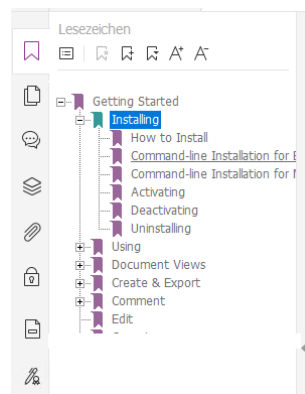 Lesezeichen
A+ A-
Getting Started
Installing
How to Install
Command-line Installation for
Command-line Installation for
Activating
Deactivating
Uninstalling
Using
Document Views
Create & Export
Comment
Edit